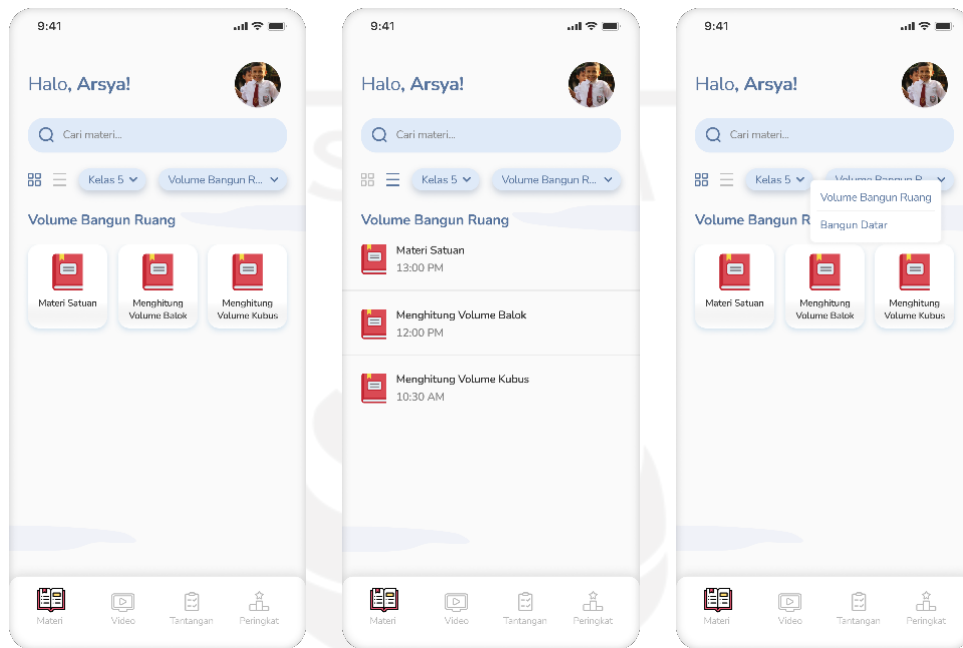 9:41
Halo, Arsya!
Cari materi...
Kelas 5
Volume Bangun R...
Volume Bangun Ruang
Materi Satuan
Menghitung
Volume Balok
Menghitung
Volume Kubus
Materi
Video
Tantangan
Peringkat
9:41
Halo, Arsya!
Cari materi...
Kelas 5
Volume Bangun R...
Volume Bangun Ruang
Materi Satuan
13:00 PM
Menghitung Volume Balok
12:00 PM
Menghitung Volume Kubus
10:30 AM
Materi
Video
Tantangan
Peringkat
9:41
Halo, Arsya!
Cari materi...
Kelas 5
Volume Bangun R...
Volume Bangun Ruang
Bangun Datar
Volume Bangun R
Materi Satuan
Menghitung
Volume Balok
Menghitung
Volume Kubus
Materi
Video
Tantangan
Peringkat